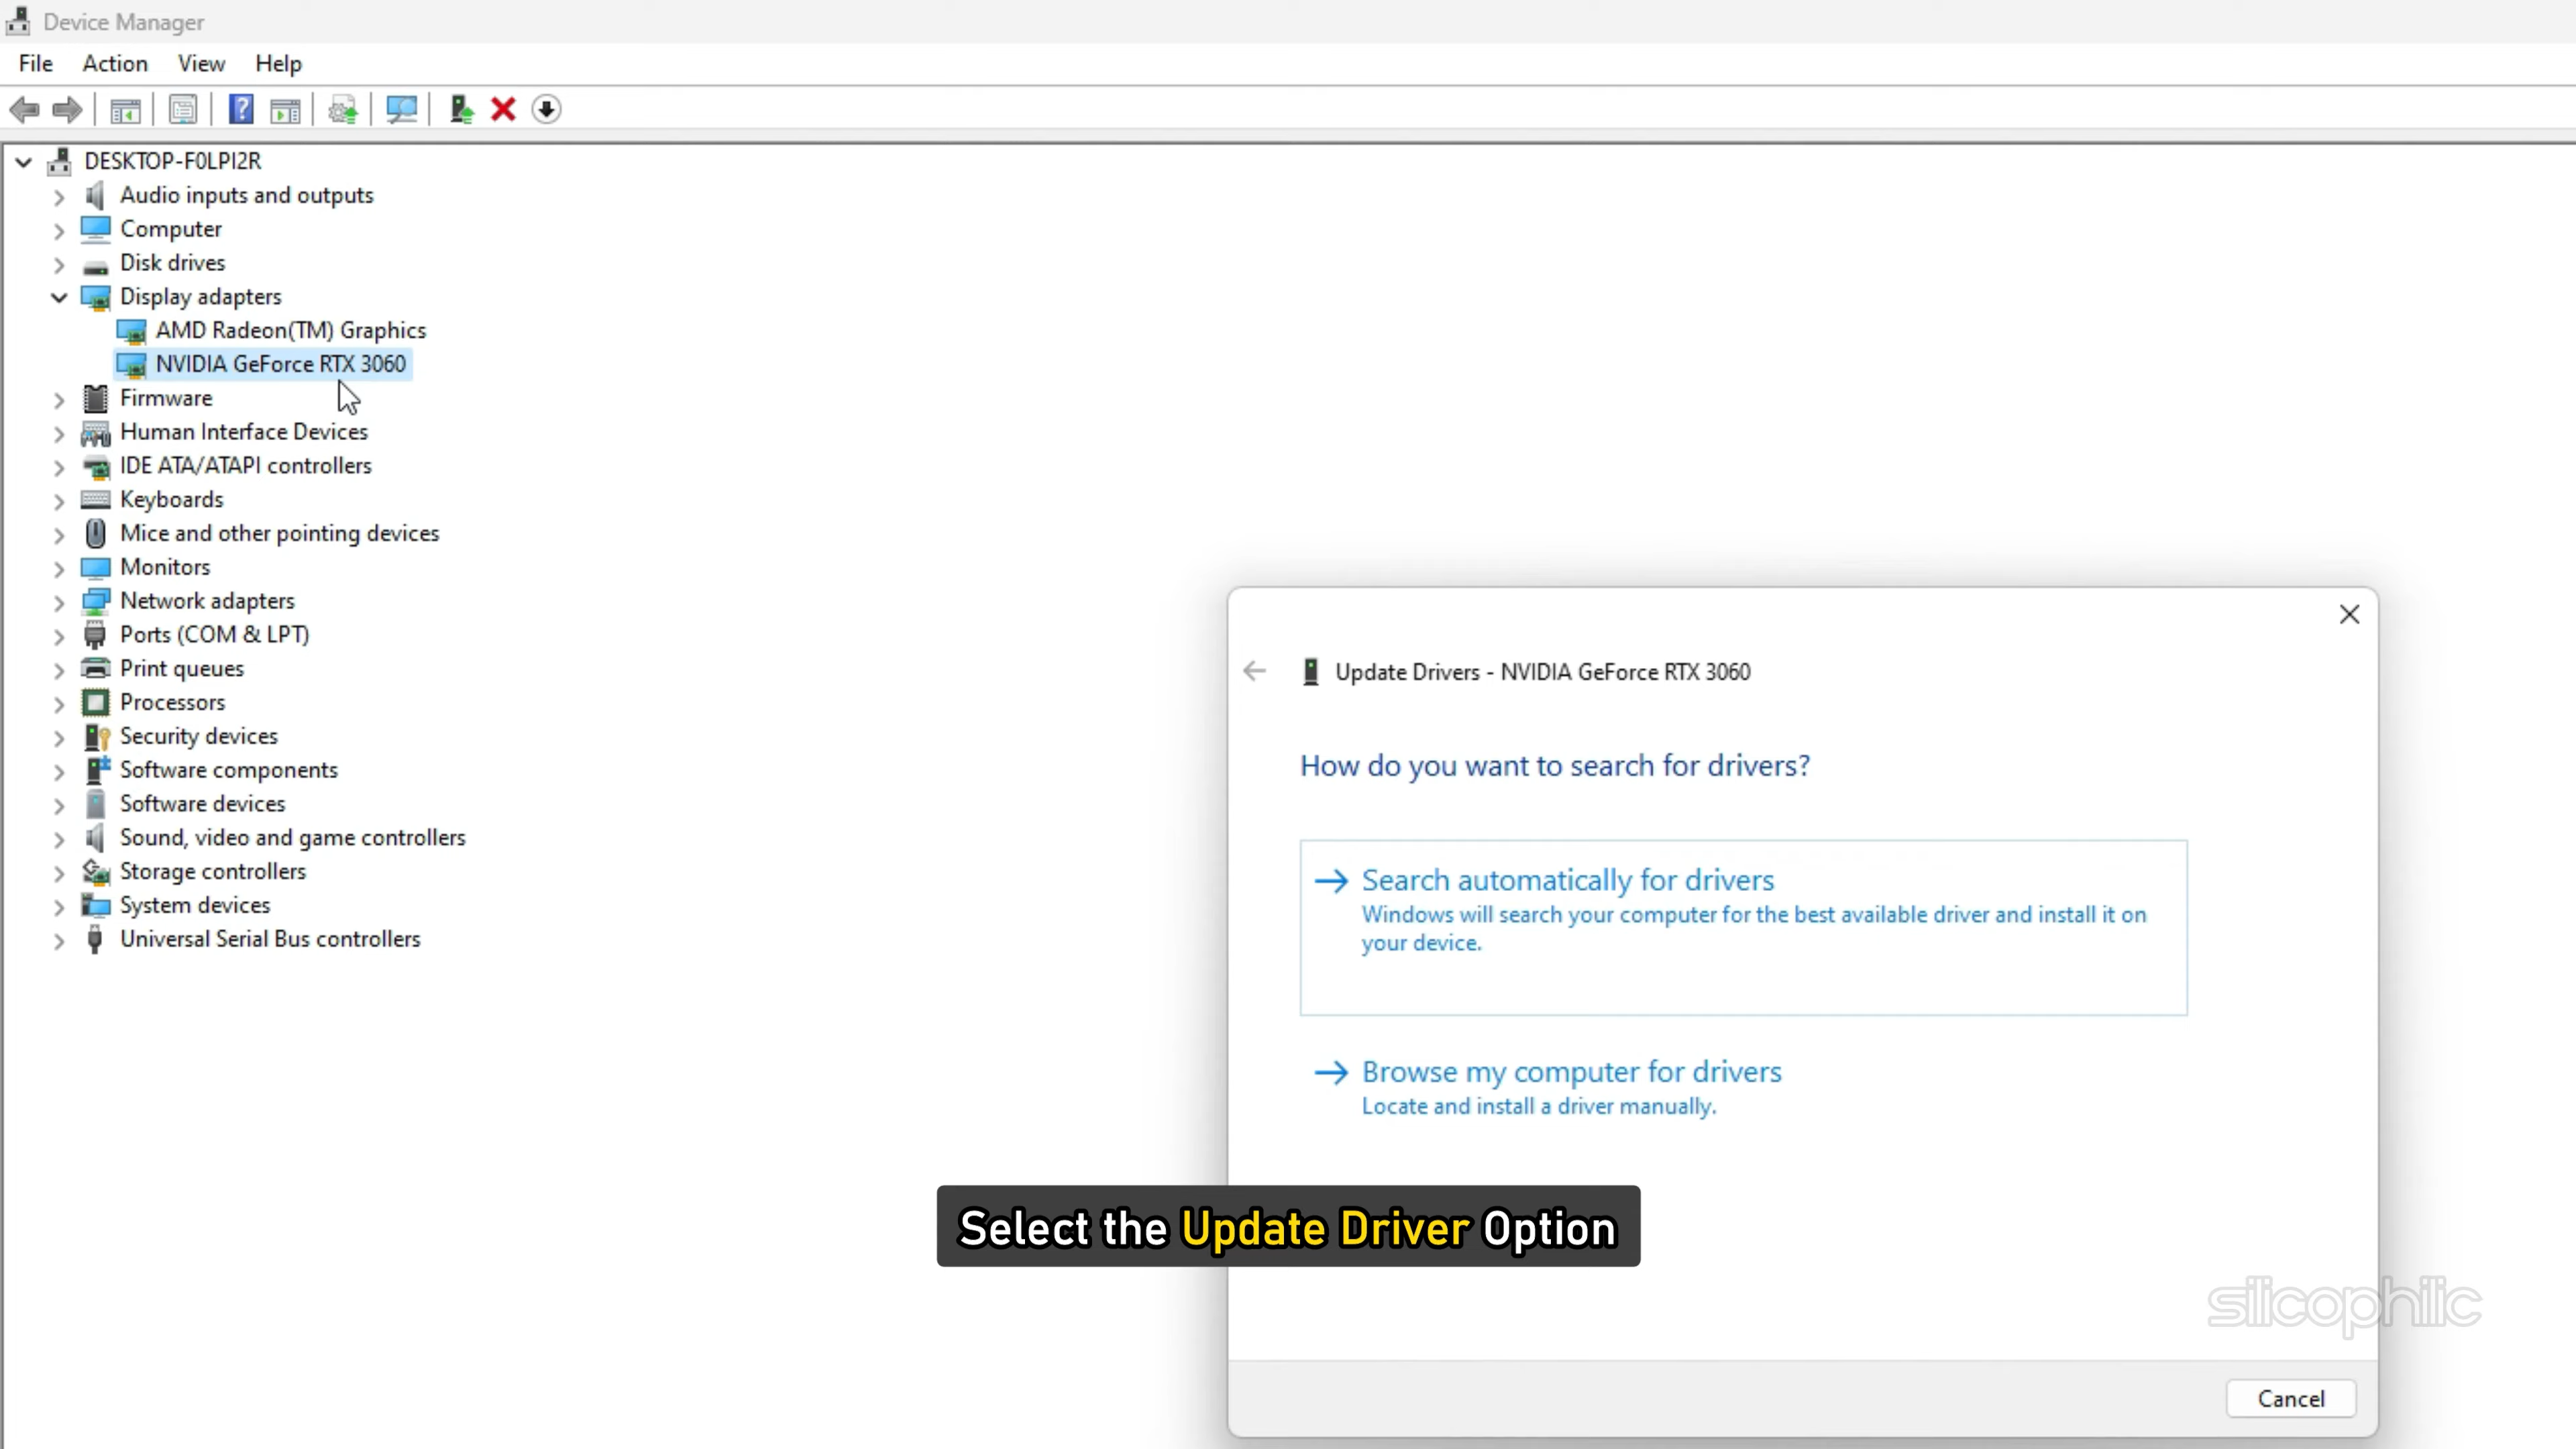 Device Manager
File Action View Help
DESKTOP-F0LPI2R
Audio inputs and outputs
Computer
Disk drives
Display adapters
AMD Radeon(TM) Graphics
NVIDIA GeForce RTX 3060
Firmware
Human Interface Devices
IDE ATA/ATAPI controllers
Keyboards
Mice and other pointing devices
Monitors
Network adapters
Ports (COM & LPT)
Print queues
Processors
Security devices
Software components
Software devices
Sound, video and game controllers
Storage controllers
System devices
Universal Serial Bus controllers
Update Drivers - NVIDIA GeForce RTX 3060
How do you want to search for drivers?
Search automatically for drivers
Windows will search your computer for the best available driver and install it on
your device.
Browse my computer for drivers
Locate and install a driver manually.
Select the Update Driver Option
silicophilic
Cancel